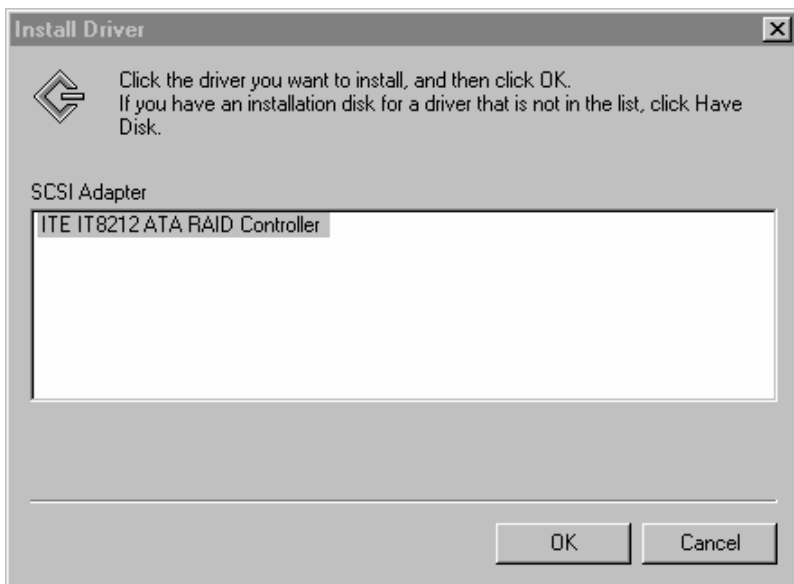 Install Driver
Click the driver you want to install, and then click OK.
If you have an installation disk for a driver that is not in the list, click Have
Disk.
SCSI Adapter
ITE IT8212 ATA RAID Controller
OK
Cancel